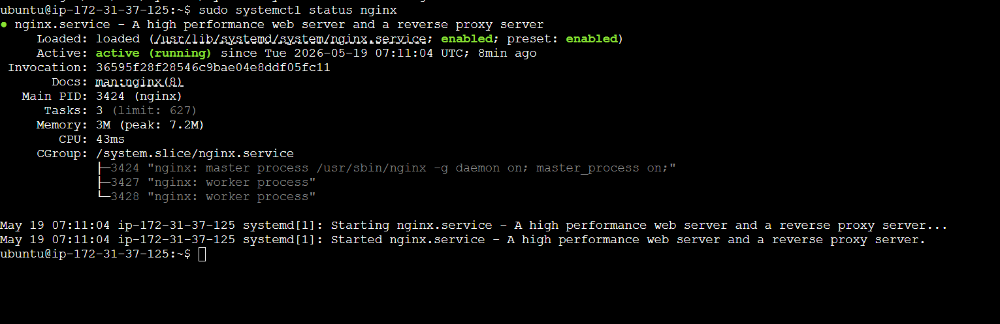 ubuntu@ip-172-31-37-125:~$ sudo systemctl status nginx
● nginx.service - A high performance web server and a reverse proxy server
     Loaded: loaded (/usr/lib/systemd/system/nginx.service; enabled; preset: enabled)
     Active: active (running) since Tue 2026-05-19 07:11:04 UTC; 8min ago
 Invocation: 36595f28f28546c9bae04e8ddf05fc11
       Docs: man:nginx(8)
   Main PID: 3424 (nginx)
      Tasks: 3 (limit: 627)
     Memory: 3M (peak: 7.2M)
        CPU: 43ms
     CGroup: /system.slice/nginx.service
             ├─3424 "nginx: master process /usr/sbin/nginx -g daemon on; master_process on;"
             ├─3427 "nginx: worker process"
             └─3428 "nginx: worker process"

May 19 07:11:04 ip-172-31-37-125 systemd[1]: Starting nginx.service - A high performance web server and a reverse proxy server...
May 19 07:11:04 ip-172-31-37-125 systemd[1]: Started nginx.service - A high performance web server and a reverse proxy server.
ubuntu@ip-172-31-37-125:~$